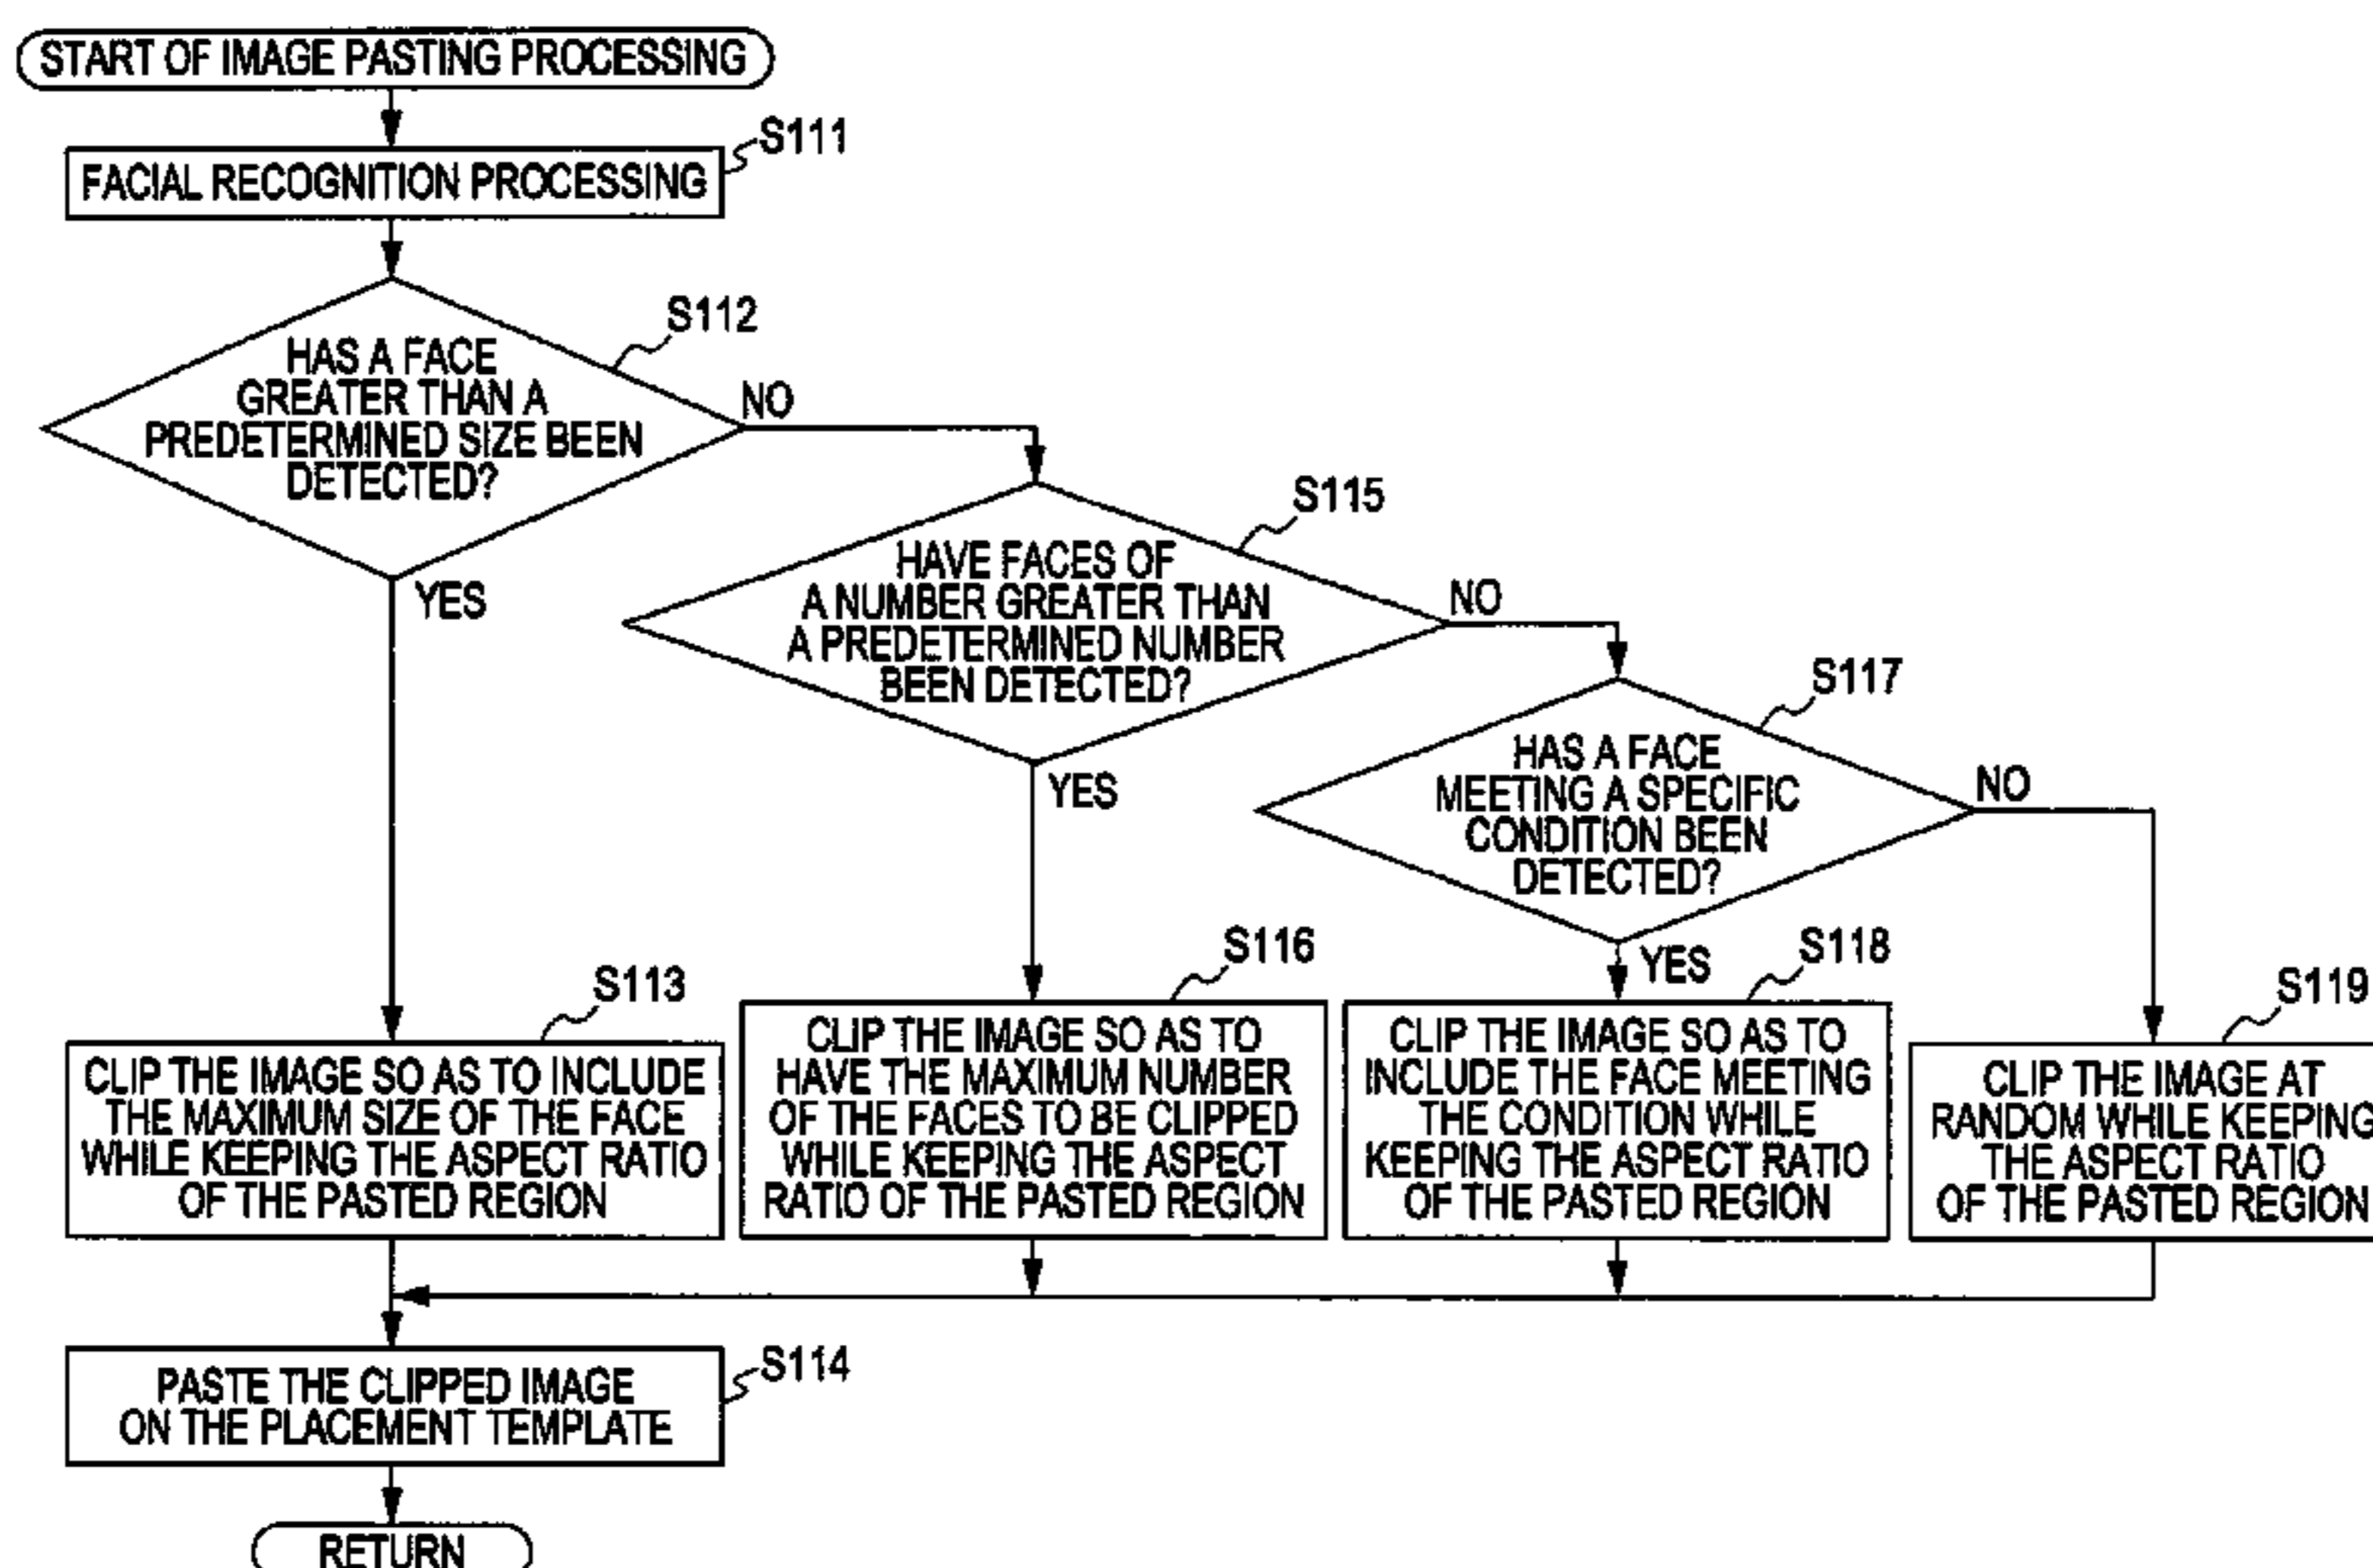 START OF IMAGE PASTING PROCESSING
S111
FACIAL RECOGNITION PROCESSING
S112
HAS A FACE
GREATER THAN A
PREDETERMINED SIZE BEEN
DETECTED?
NO
YES
S115
HAVE FACES OF
A NUMBER GREATER THAN
A PREDETERMINED NUMBER
BEEN DETECTED?
NO
YES
S117
HAS A FACE
MEETING A SPECIFIC
CONDITION BEEN
DETECTED?
NO
YES
S113
CLIP THE IMAGE SO AS TO INCLUDE
THE MAXIMUM SIZE OF THE FACE
WHILE KEEPING THE ASPECT RATIO
OF THE PASTED REGION
S116
CLIP THE IMAGE SO AS TO
HAVE THE MAXIMUM NUMBER
OF THE FACES TO BE CLIPPED
WHILE KEEPING THE ASPECT
RATIO OF THE PASTED REGION
S118
CLIP THE IMAGE SO AS TO
INCLUDE THE FACE MEETING
THE CONDITION WHILE
KEEPING THE ASPECT RATIO
OF THE PASTED REGION
S119
CLIP THE IMAGE AT
RANDOM WHILE KEEPING
THE ASPECT RATIO
OF THE PASTED REGION
S114
PASTE THE CLIPPED IMAGE
ON THE PLACEMENT TEMPLATE
RETURN